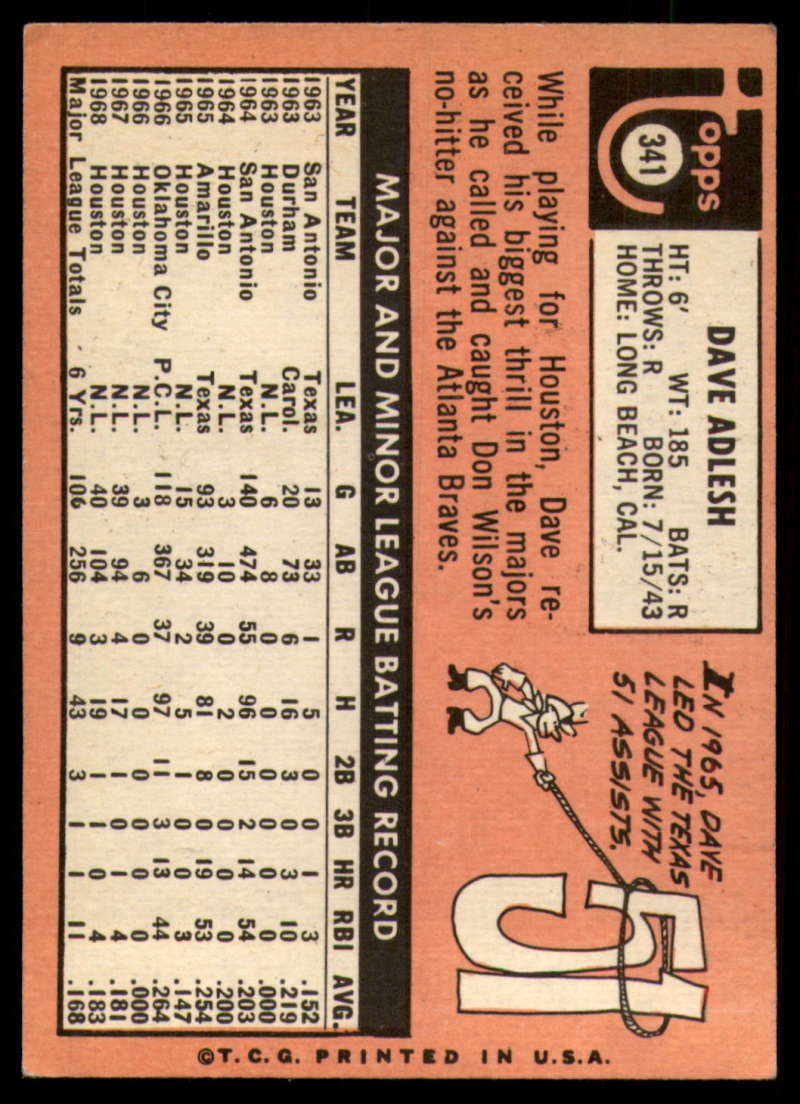 Topps
341
DAVE ADLESH
HT: 6' WT: 185 BATS: R
THROWS: R BORN: 7/15/43
HOME: LONG BEACH, CAL.
While playing for Houston, Dave re-
ceived his biggest thrill in the majors
as he called and caught Don Wilson's
no-hitter against the Atlanta Braves.
IN 1965, DAVE
LED THE TEXAS
LEAGUE WITH
51 ASSISTS.
51
MAJOR AND MINOR LEAGUE BATTING RECORD
YEAR TEAM LEA. G AB R H 2B 3B HR RBI AVG.
1963 San Antonio Texas 13 33 1 5 0 0 1 3 .152
1963 Durham Carol. 20 73 6 16 3 0 3 10 .219
1963 Houston N.L. 6 8 0 0 0 0 0 0 .000
1964 San Antonio Texas 140 474 55 96 15 2 14 54 .203
1964 Houston N.L. 3 10 0 2 0 0 0 0 .200
1965 Amarillo Texas 93 319 39 81 8 0 19 53 .254
1965 Houston N.L. 15 34 2 5 1 0 0 3 .147
1966 Oklahoma City P.C.L. 118 367 37 97 11 3 13 44 .264
1966 Houston N.L. 3 6 0 0 0 0 0 0 .000
1967 Houston N.L. 39 94 4 17 1 0 1 4 .181
1968 Houston N.L. 40 104 3 19 1 1 0 4 .183
Major League Totals 6 Yrs. 106 256 9 43 3 1 1 11 .168
©T.C.G. PRINTED IN U.S.A.